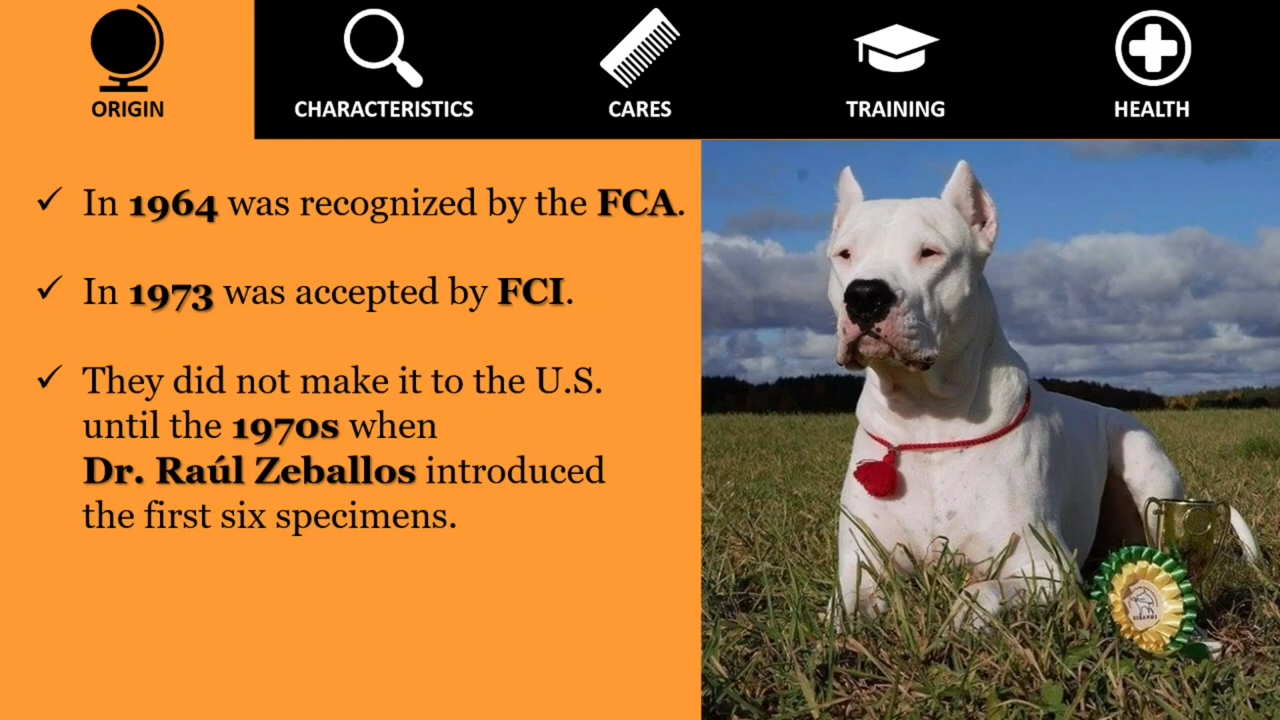 ORIGIN
CHARACTERISTICS
CARES
TRAINING
HEALTH
In 1964 was recognized by the FCA.
In 1973 was accepted by FCI.
They did not make it to the U.S.
until the 1970s when
Dr. Raúl Zeballos introduced
the first six specimens.